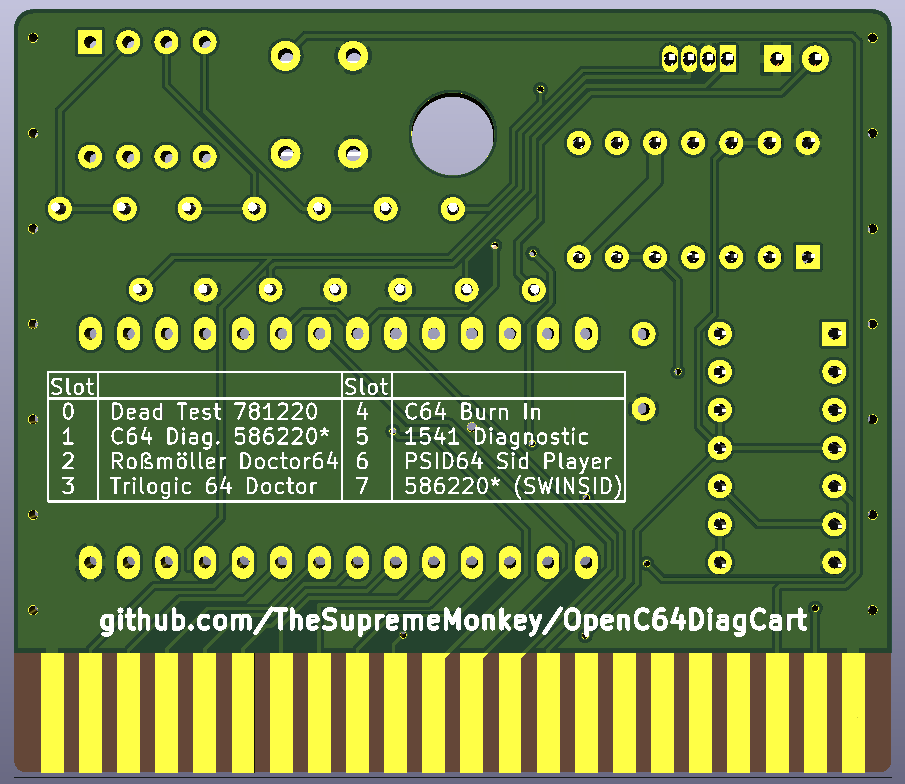 Slot Slot
0 Dead Test 781220 4 C64 Burn In
1 C64 Diag. 586220* 5 1541 Diagnostic
2 Roßmöller Doctor64 6 PSID64 Sid Player
3 Trilogic 64 Doctor 7 586220* (SWINSID)
github.com/TheSupremeMonkey/OpenC64DiagCart